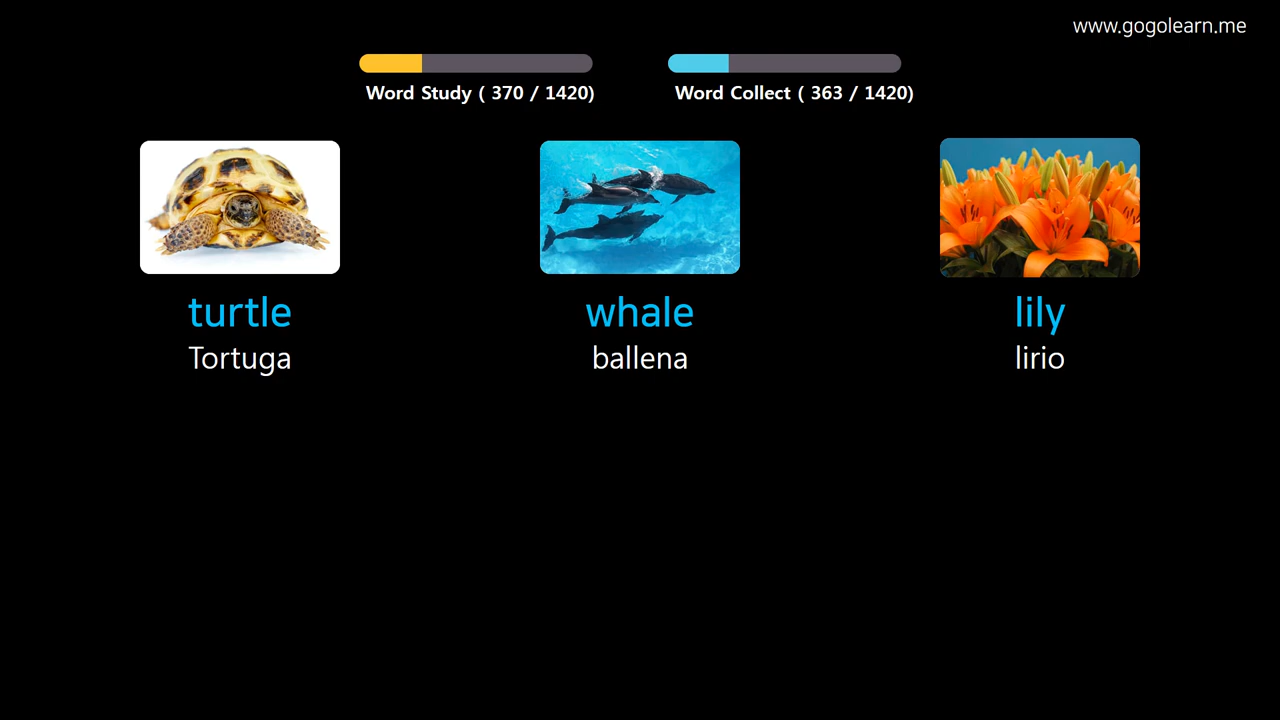 www.gogolearn.me
Word Study ( 370 / 1420)
Word Collect ( 363 / 1420)
turtle
Tortuga
whale
ballena
lily
lirio